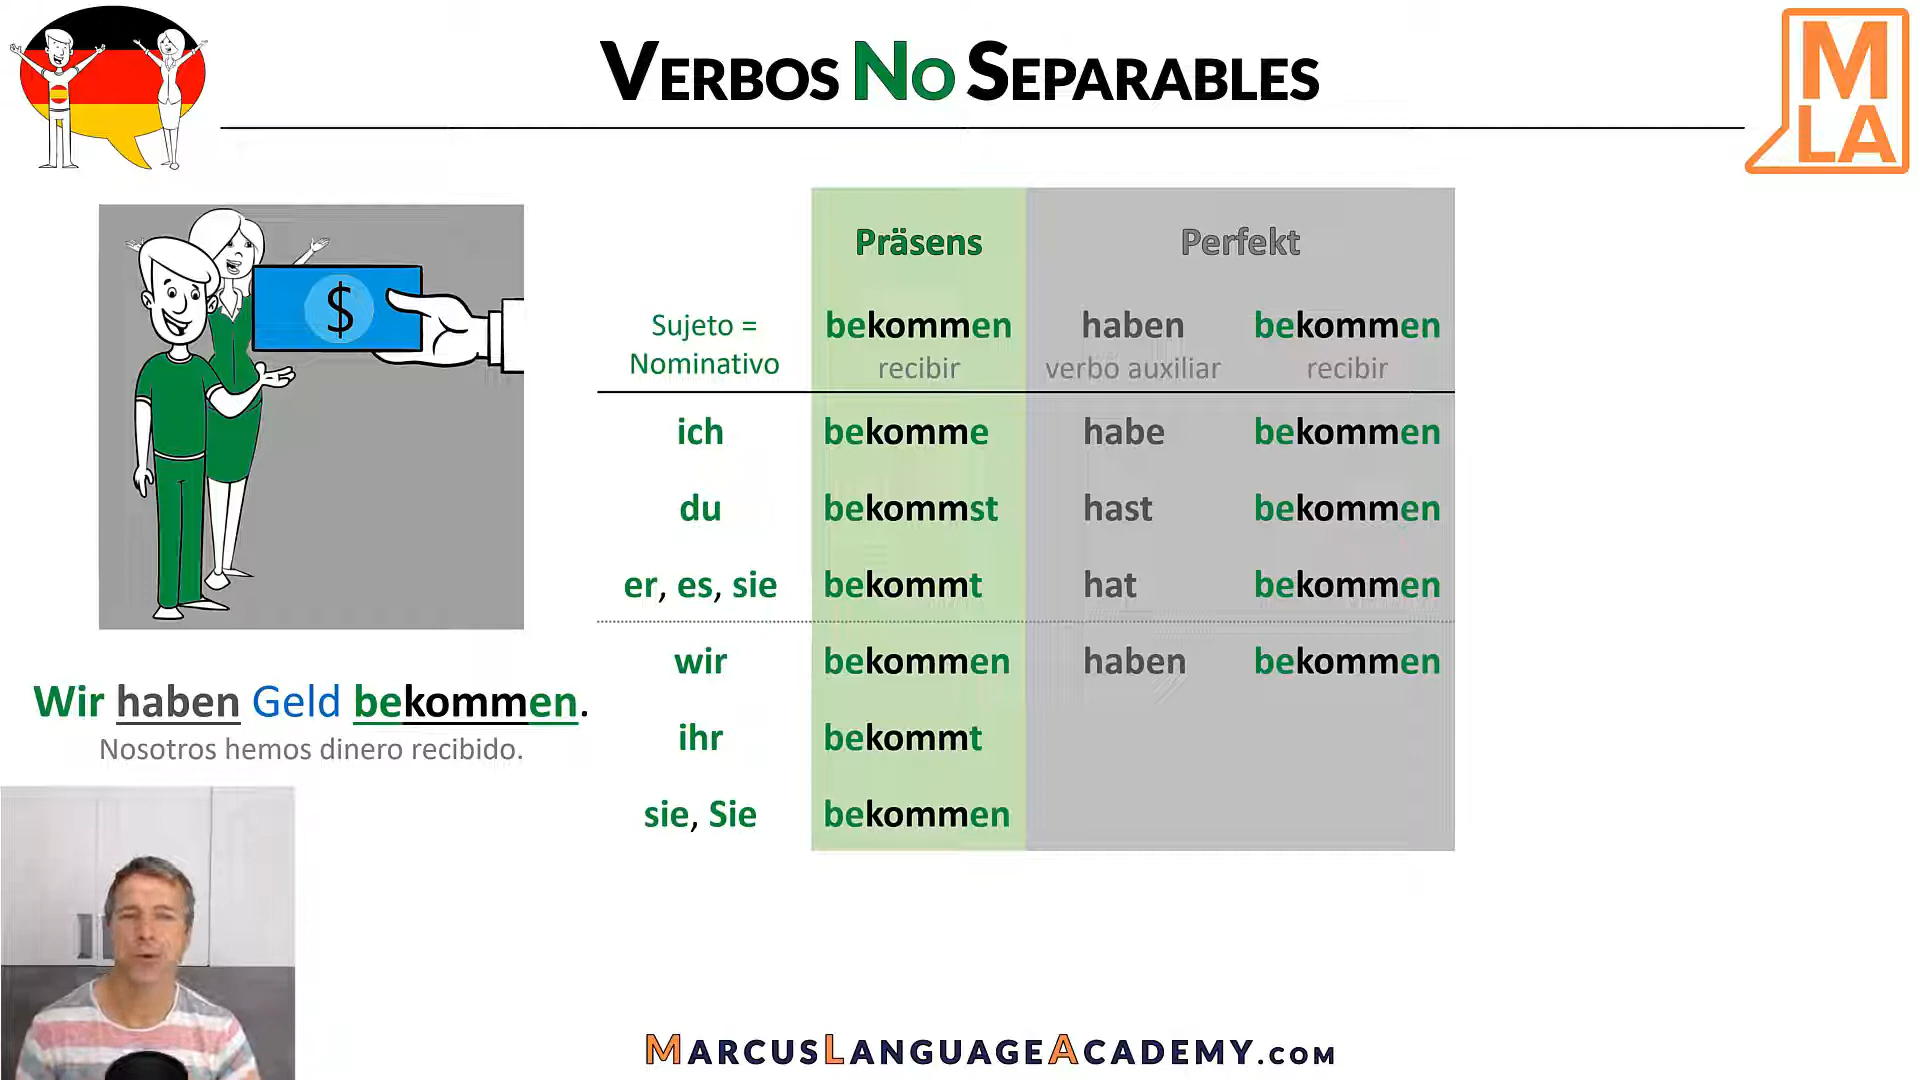 VERBOS NO SEPARABLES
M
LA
$
Präsens Perfekt
Sujeto = Nominativo bekommen haben bekommen
recibir verbo auxiliar recibir
ich bekomme habe bekommen
du bekommst hast bekommen
er, es, sie bekommt hat bekommen
wir bekommen haben bekommen
ihr bekommt
sie, Sie bekommen
Wir haben Geld bekommen.
Nosotros hemos dinero recibido.
MARCUSLANGUAGEACADEMY.COM